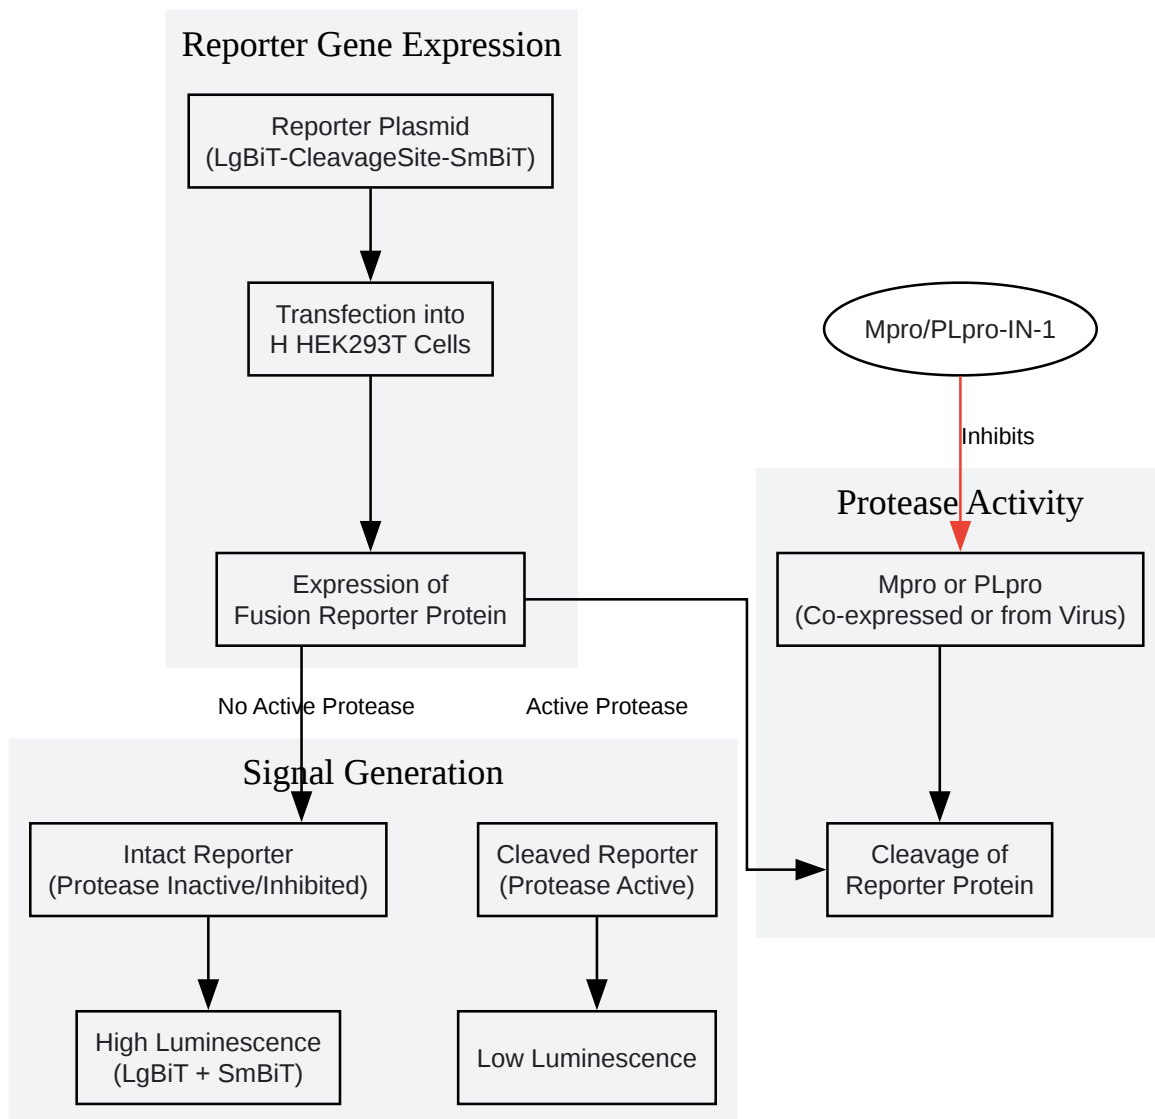 Reporter Gene Expression
Reporter Plasmid
(LgBiT-CleavageSite-SmBiT)
Transfection into
H HEK293T Cells
Mpro/PLpro-IN-1
Inhibits
Protease Activity
Expression of
Fusion Reporter Protein
Mpro or PLpro
(Co-expressed or from Virus)
No Active Protease
Active Protease
Signal Generation
Intact Reporter
(Protease Inactive/Inhibited)
Cleaved Reporter
(Protease Active)
Cleavage of
Reporter Protein
High Luminescence
(LgBiT + SmBiT)
Low Luminescence